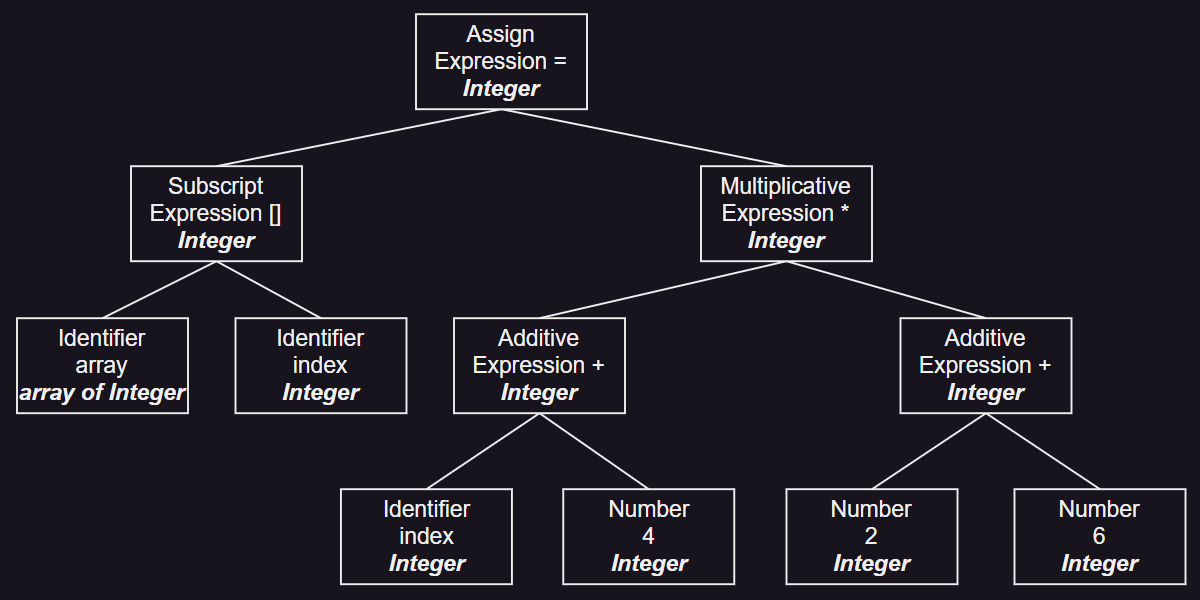 Assign
Expression =
Integer
Subscript
Expression []
Integer
Multiplicative
Expression *
Integer
Identifier
array
array of Integer
Identifier
index
Integer
Additive
Expression +
Integer
Additive
Expression +
Integer
Identifier
index
Integer
Number
4
Integer
Number
2
Integer
Number
6
Integer